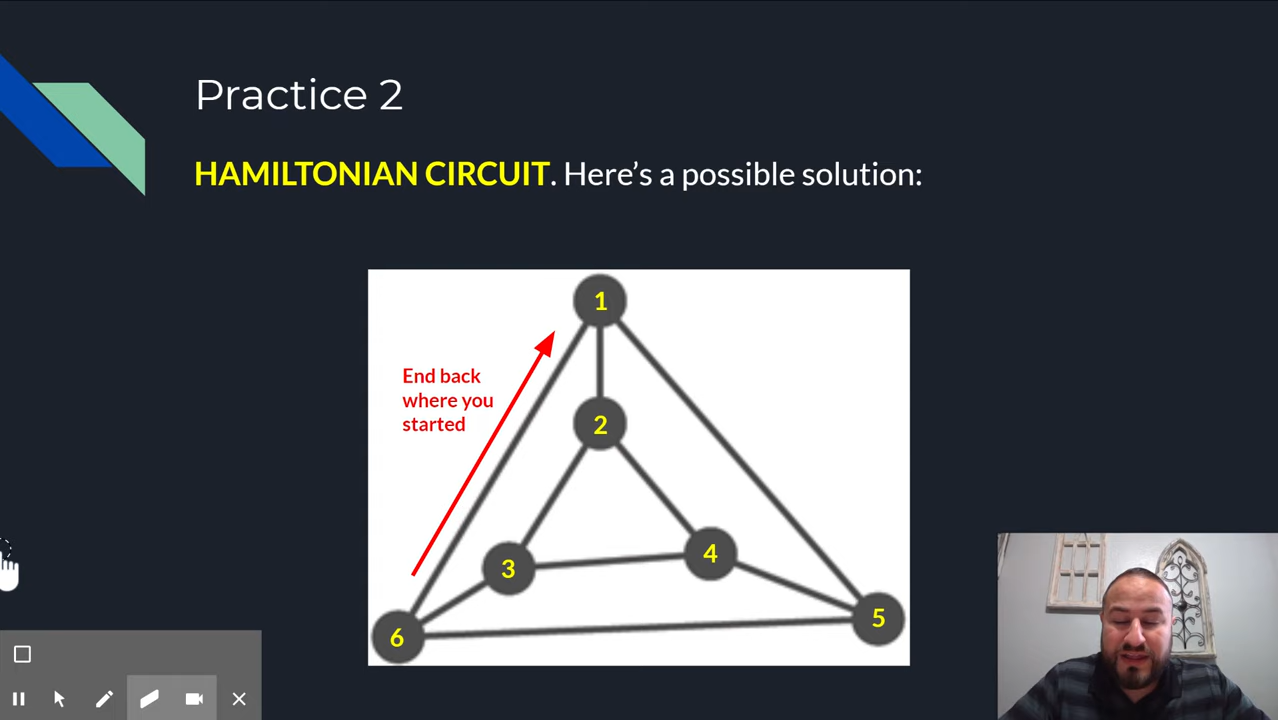 Practice 2
HAMILTONIAN CIRCUIT. Here's a possible solution:
1
End back
where you
started
2
3
4
5
6